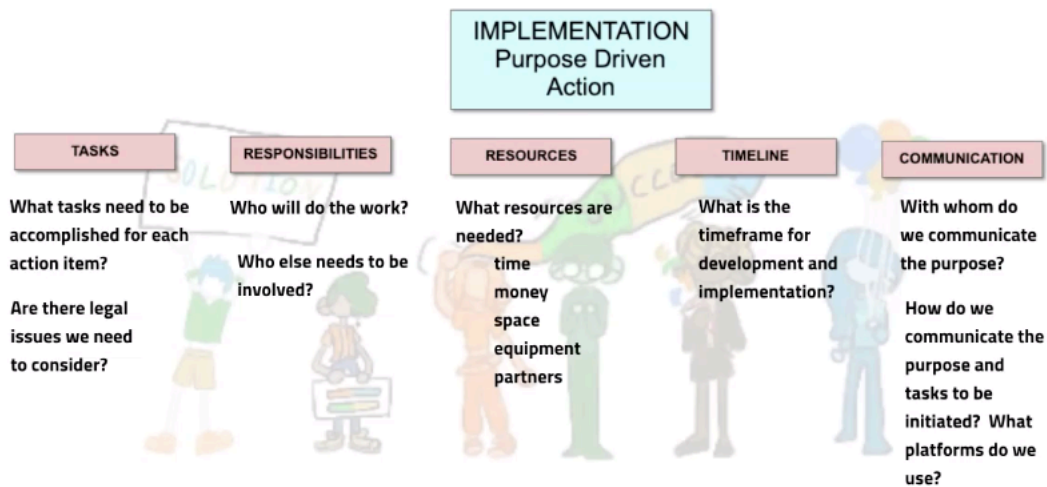 IMPLEMENTATION
Purpose Driven
Action
TASKS
What tasks need to be
accomplished for each
action item?
Are there legal
issues we need
to consider?
RESPONSIBILITIES
Who will do the work?
Who else needs to be
involved?
RESOURCES
What resources are
needed?
time
money
space
equipment
partners
TIMELINE
What is the
timeframe for
development and
implementation?
COMMUNICATION
With whom do
we communicate
the purpose?
How do we
communicate the
purpose and
tasks to be
initiated? What
platforms do we
use?
SOLUTION